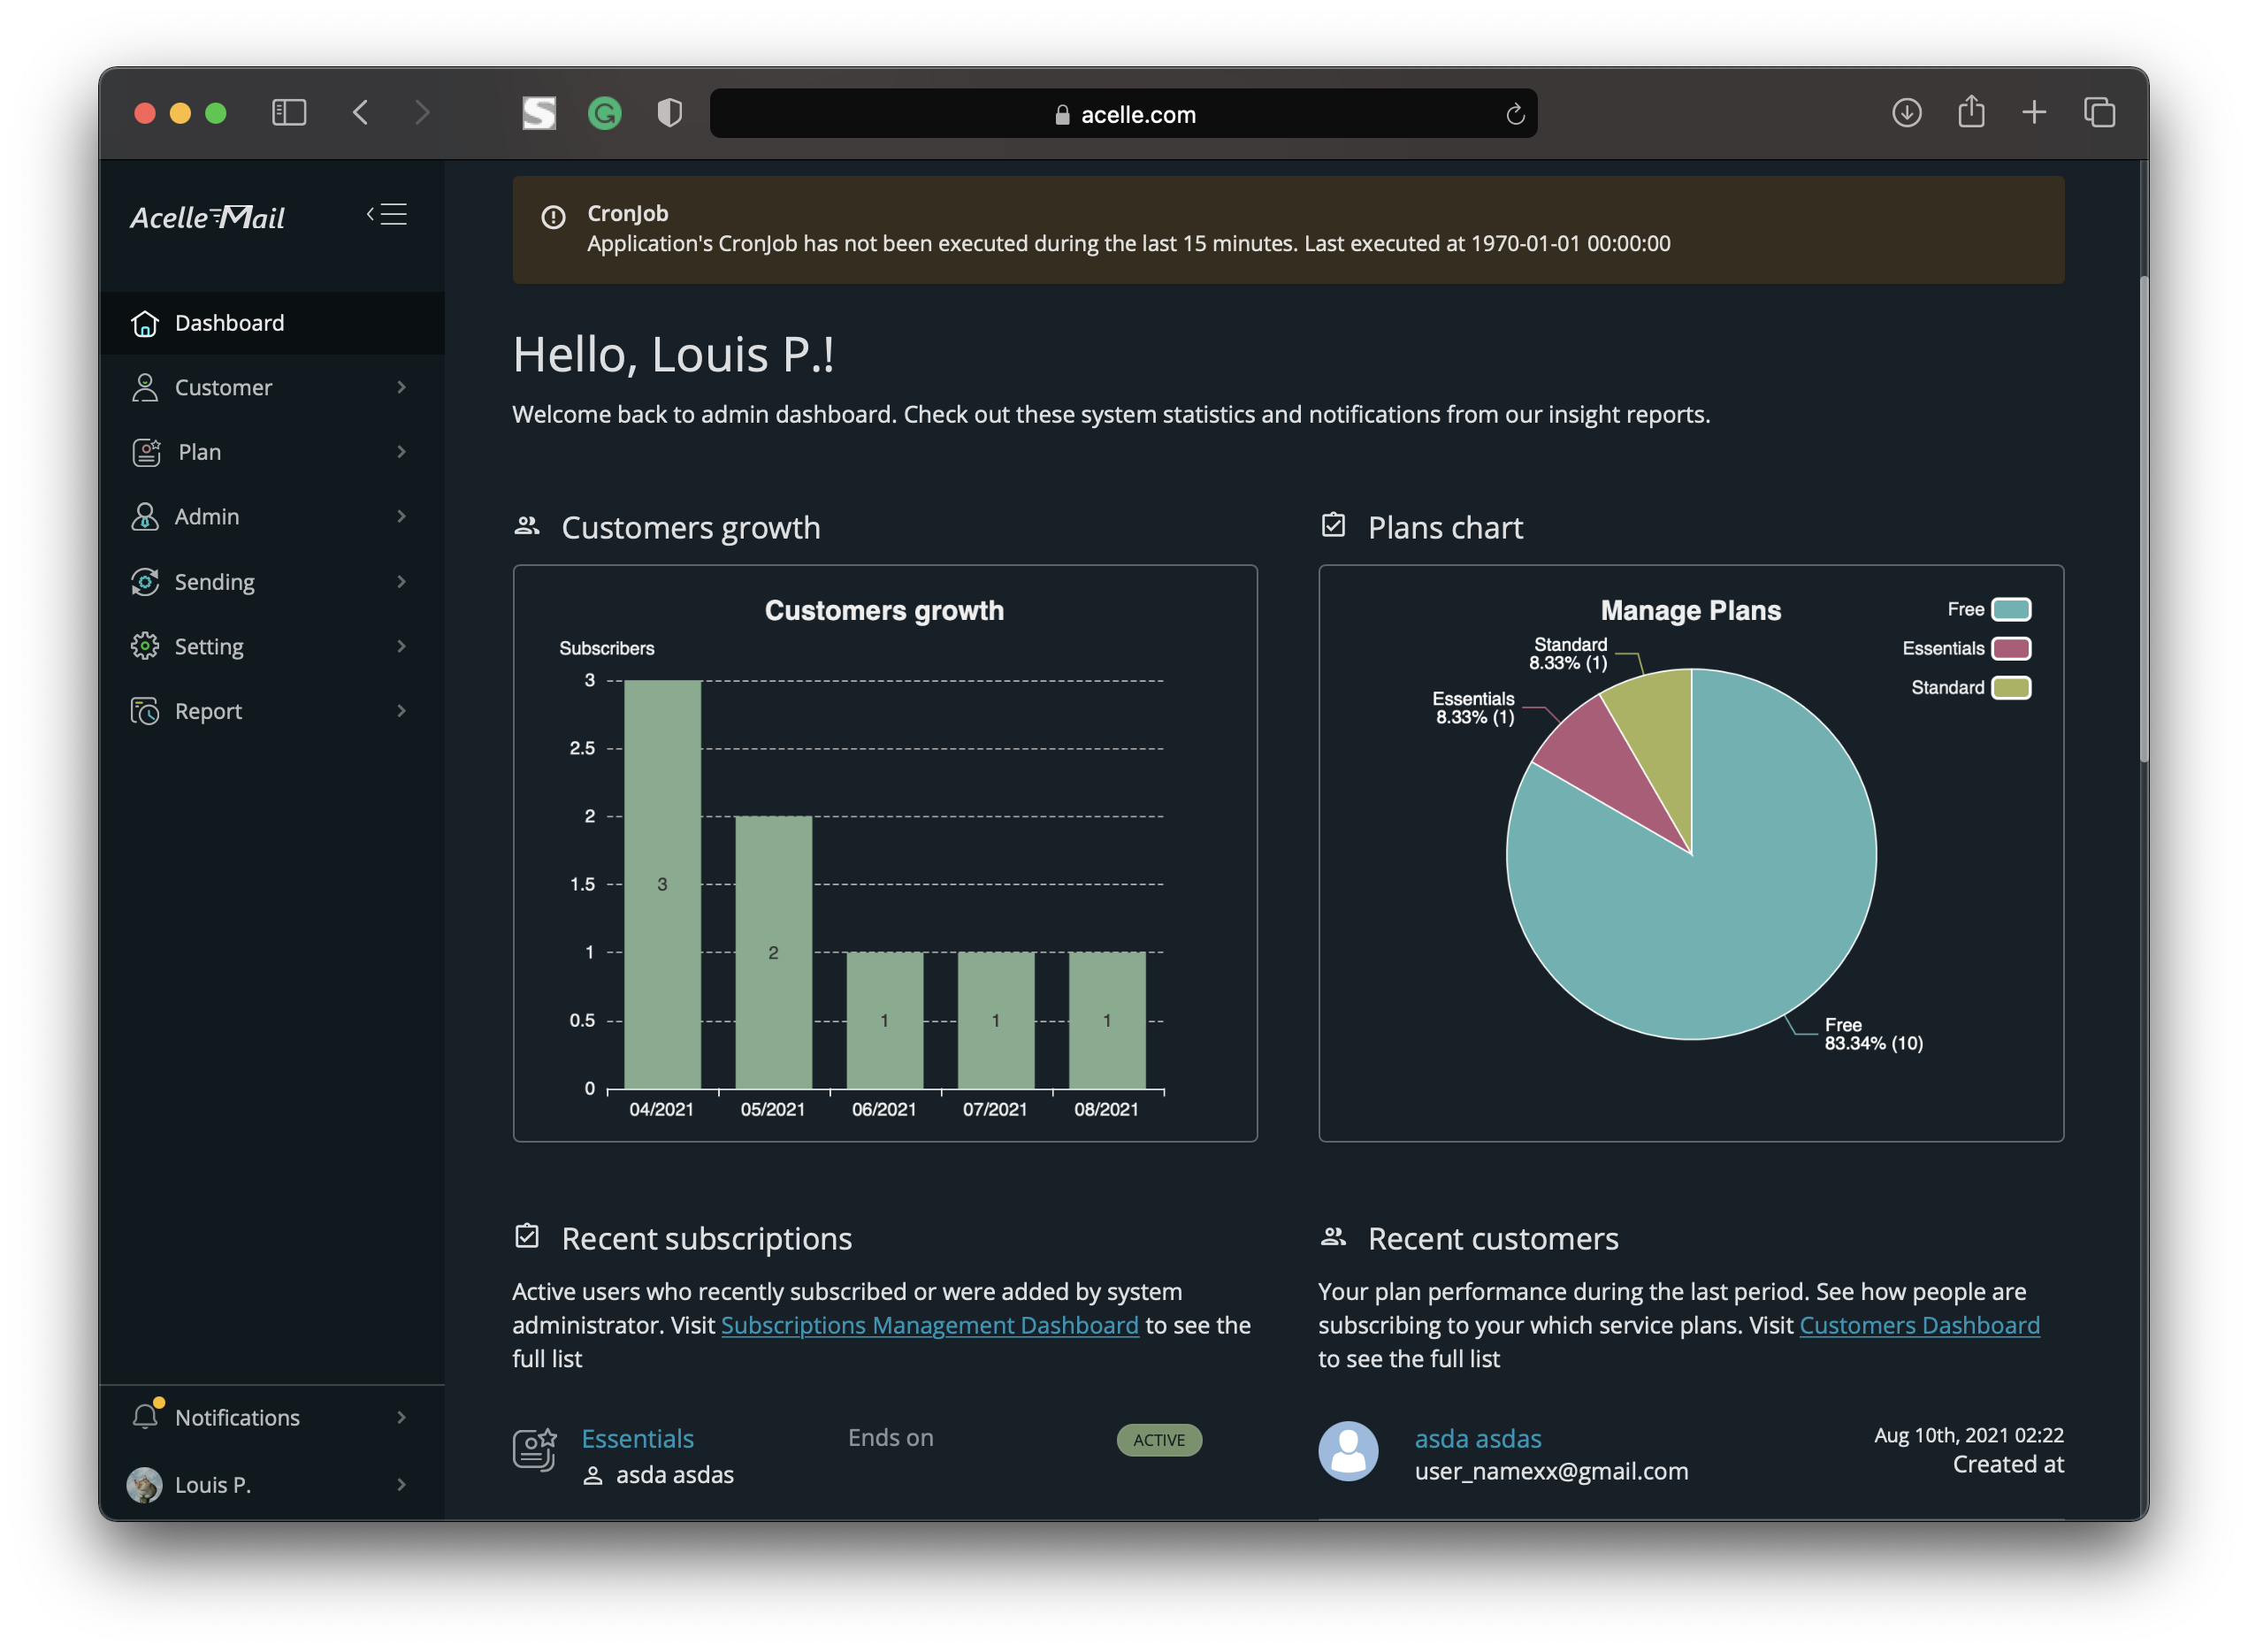 acelle.com
Acelle Mail
Dashboard
Customer
Plan
Admin
Sending
Setting
Report
Notifications
Louis P.
CronJob
Application's CronJob has not been executed during the last 15 minutes. Last executed at 1970-01-01 00:00:00
Hello, Louis P.!
Welcome back to admin dashboard. Check out these system statistics and notifications from our insight reports.
Customers growth
Customers growth
Subscribers
3
2.5
2
1.5
1
0.5
0
3
2
1
1
1
04/2021
05/2021
06/2021
07/2021
08/2021
Plans chart
Manage Plans
Free
Essentials
Standard
Standard
8.33% (1)
Essentials
8.33% (1)
Free
83.34% (10)
Recent subscriptions
Active users who recently subscribed or were added by system
administrator. Visit Subscriptions Management Dashboard to see the
full list
Essentials
asda asdas
Ends on
ACTIVE
Recent customers
Your plan performance during the last period. See how people are
subscribing to your which service plans. Visit Customers Dashboard
to see the full list
asda asdas
user_namexx@gmail.com
Aug 10th, 2021 02:22
Created at